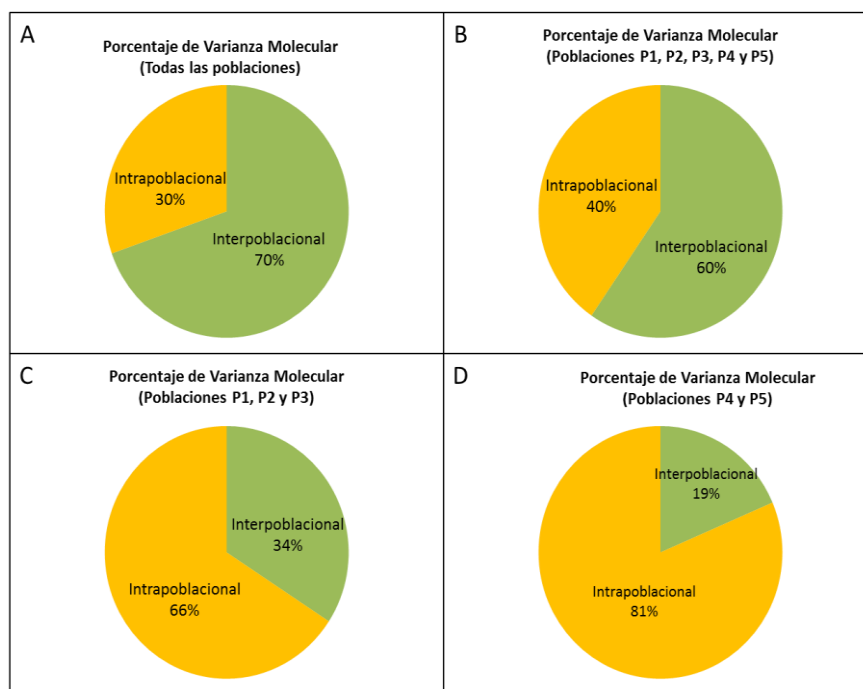 A
Porcentaje de Varianza Molecular
(Todas las poblaciones)
Intrapoblacional
30%
Interpoblacional
70%
B
Porcentaje de Varianza Molecular
(Poblaciones P1, P2, P3, P4 y P5)
Intrapoblacional
40%
Interpoblacional
60%
C
Porcentaje de Varianza Molecular
(Poblaciones P1, P2 y P3)
Interpoblacional
34%
Intrapoblacional
66%
D
Porcentaje de Varianza Molecular
(Poblaciones P4 y P5)
Interpoblacional
19%
Intrapoblacional
81%